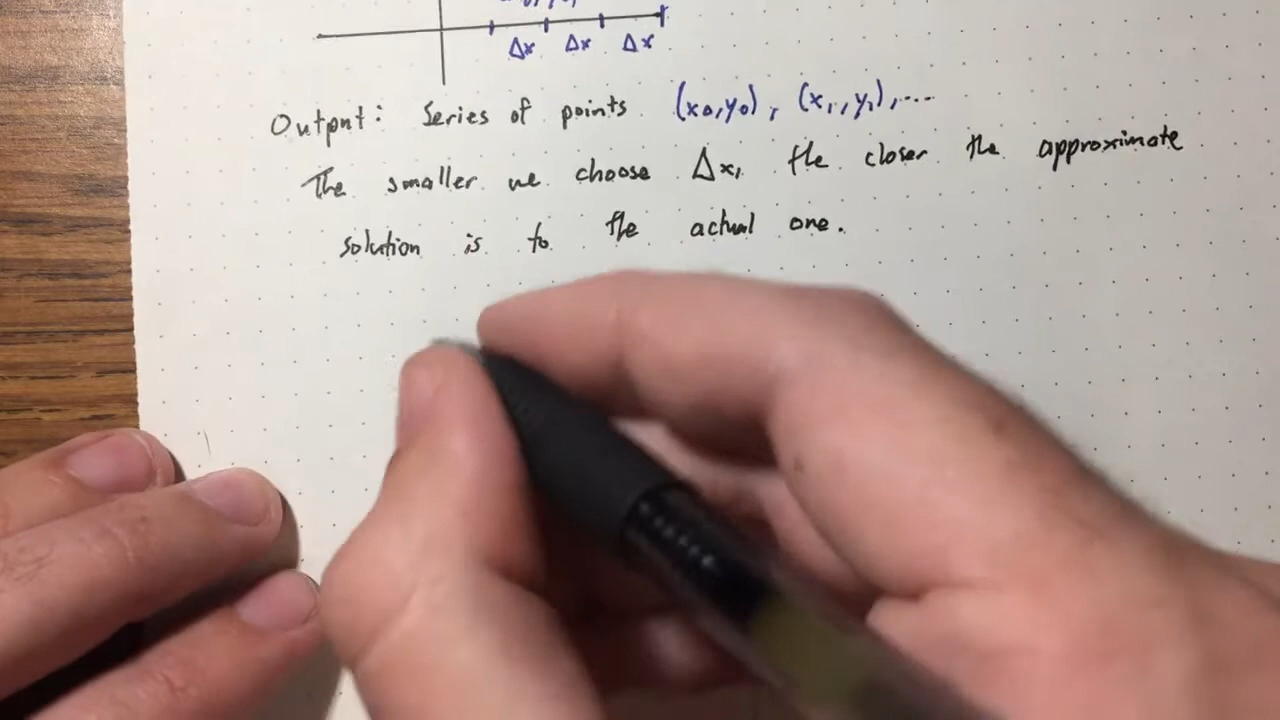 Δx Δx Δx
Output: Series of points (x₀,y₀), (x₁,y₁),...
The smaller we choose Δx, the closer the approximate
solution is to the actual one.